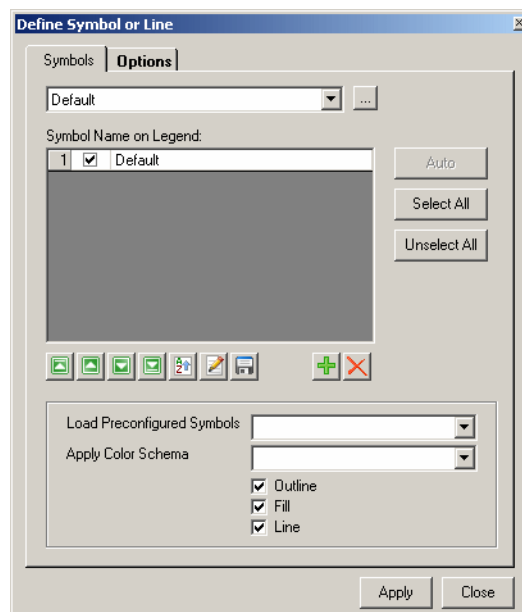 Define Symbol or Line
Symbols
Options
Default
...
Symbol Name on Legend:
1 Default
Auto
Select All
Unselect All
A
Z
Load Preconfigured Symbols
Apply Color Schema
Outline
Fill
Line
Apply
Close